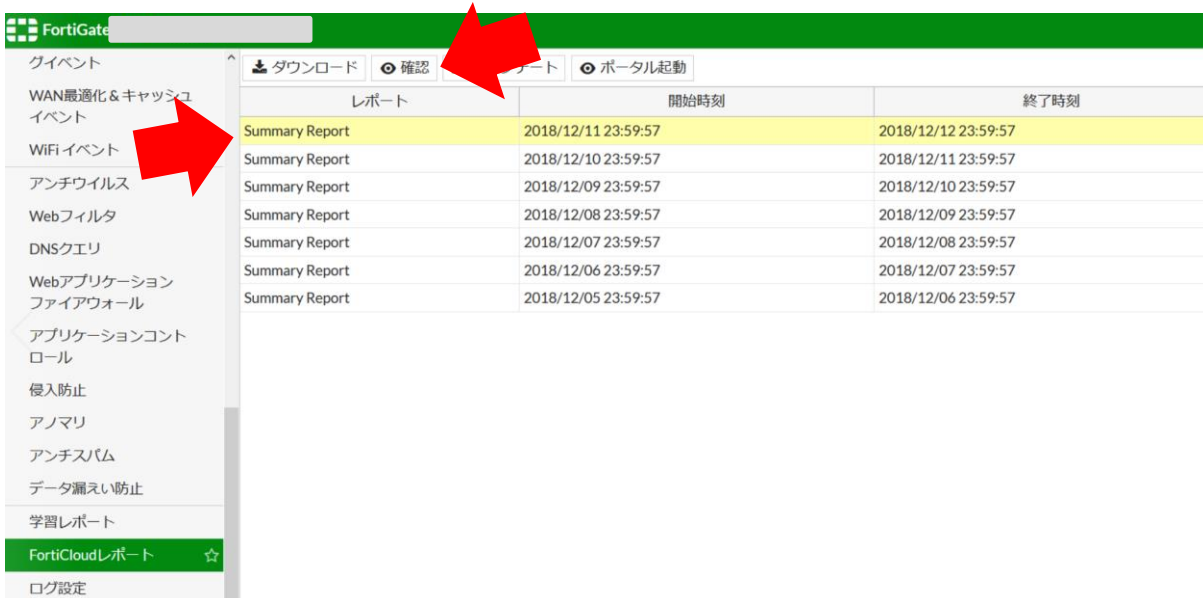 FortiGate
グイベント
WAN最適化＆キャッシュ
イベント
WiFi イベント
アンチウイルス
Webフィルタ
DNSクエリ
Webアプリケーション
ファイアウォール
アプリケーションコント
ロール
侵入防止
アノマリ
アンチスパム
データ漏えい防止
学習レポート
FortiCloudレポート
ログ設定
ダウンロード 確認 ート ポータル起動
レポート 開始時刻 終了時刻
Summary Report 2018/12/11 23:59:57 2018/12/12 23:59:57
Summary Report 2018/12/10 23:59:57 2018/12/11 23:59:57
Summary Report 2018/12/09 23:59:57 2018/12/10 23:59:57
Summary Report 2018/12/08 23:59:57 2018/12/09 23:59:57
Summary Report 2018/12/07 23:59:57 2018/12/08 23:59:57
Summary Report 2018/12/06 23:59:57 2018/12/07 23:59:57
Summary Report 2018/12/05 23:59:57 2018/12/06 23:59:57